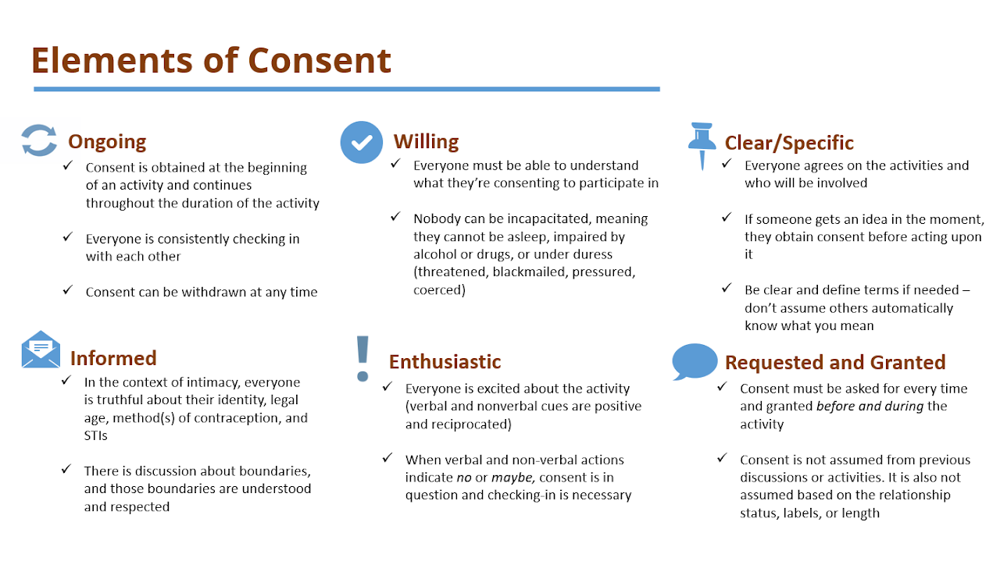 Elements of Consent
Ongoing
Consent is obtained at the beginning
of an activity and continues
throughout the duration of the activity
Everyone is consistently checking in
with each other
Consent can be withdrawn at any time
Willing
Everyone must be able to understand
what they’re consenting to participate in
Nobody can be incapacitated, meaning
they cannot be asleep, impaired by
alcohol or drugs, or under duress
(threatened, blackmailed, pressured,
coerced)
Clear/Specific
Everyone agrees on the activities and
who will be involved
If someone gets an idea in the moment,
they obtain consent before acting upon
it
Be clear and define terms if needed –
don’t assume others automatically
know what you mean
Informed
In the context of intimacy, everyone
is truthful about their identity, legal
age, method(s) of contraception, and
STIs
There is discussion about boundaries,
and those boundaries are understood
and respected
Enthusiastic
Everyone is excited about the activity
(verbal and nonverbal cues are positive
and reciprocated)
When verbal and non-verbal actions
indicate no or maybe, consent is in
question and checking-in is necessary
Requested and Granted
Consent must be asked for every time
and granted before and during the
activity
Consent is not assumed from previous
discussions or activities. It is also not
assumed based on the relationship
status, labels, or length